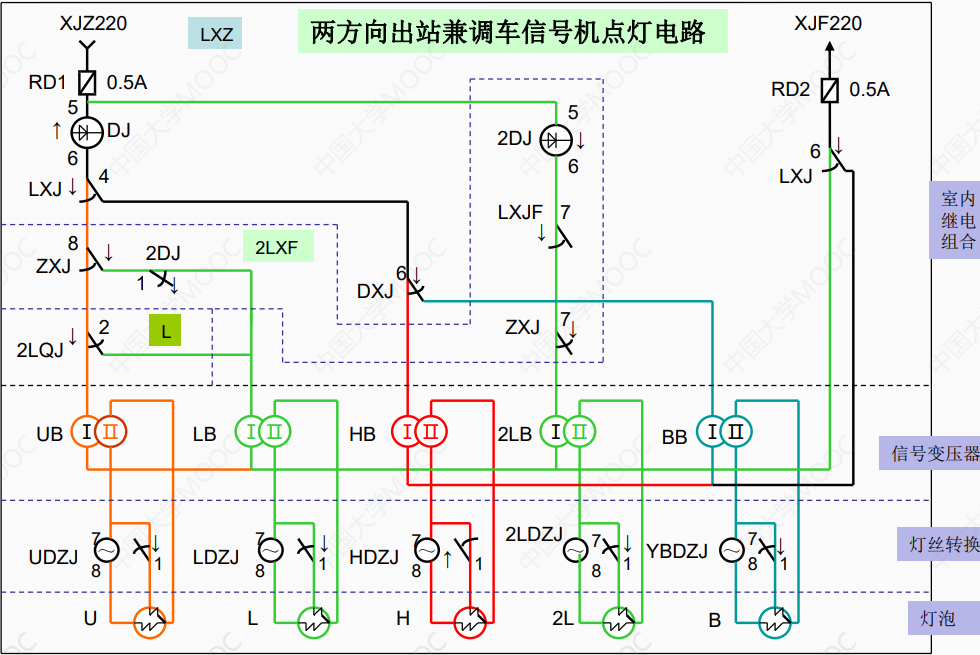 XJZ220
LXZ
两方向出站兼调车信号机点灯电路
XJF220
RD1
0.5A
RD2
0.5A
5
DJ
6
2DJ
5
6
LXJ
4
6
LXJ
LXJF
7
室内
继电
组合
8
ZXJ
2DJ
1
2LXF
DXJ
6
2LQJ
2
L
ZXJ
7
UB
I
II
LB
I
II
HB
I
II
2LB
I
II
BB
I
II
信号变压器
UDZJ
7
8
1
LDZJ
7
8
1
HDZJ
7
8
1
2LDZJ
7
8
1
YBDZJ
7
8
1
灯丝转换
U
L
H
2L
B
灯泡
中国大学MOOC